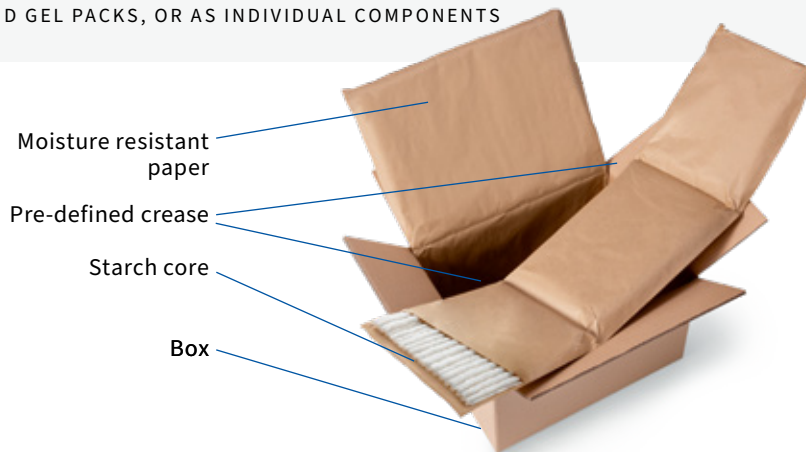 D GEL PACKS, OR AS INDIVIDUAL COMPONENTS
Moisture resistant
paper
Pre-defined crease
Starch core
Box